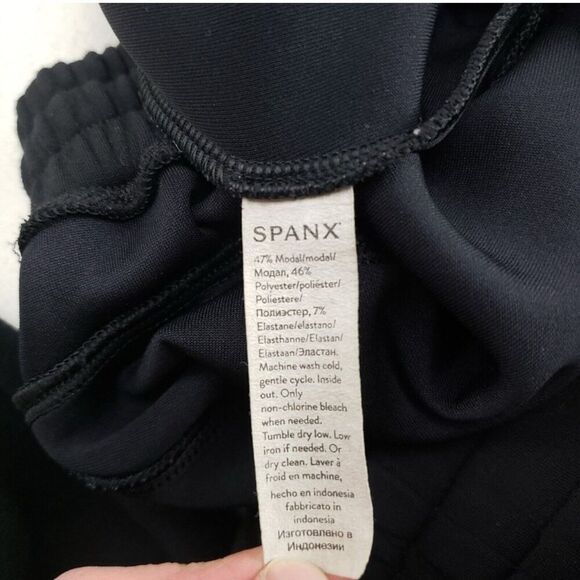 SPANX
47% Modal/modal/
Модал, 46%
Polyester/poliéster/
Poliestere/
Полиэстер, 7%
Elastane/elastano/
Elasthanne/Elastan/
Elastaan/Эластан.
Machine wash cold,
gentle cycle. Inside
out. Only
non-chlorine bleach
when needed.
Tumble dry low. Low
iron if needed. Or
dry clean. Laver à
froid en machine,
hecho en indonesia
fabbricato in
indonesia
Изготовлено в
Индонезии